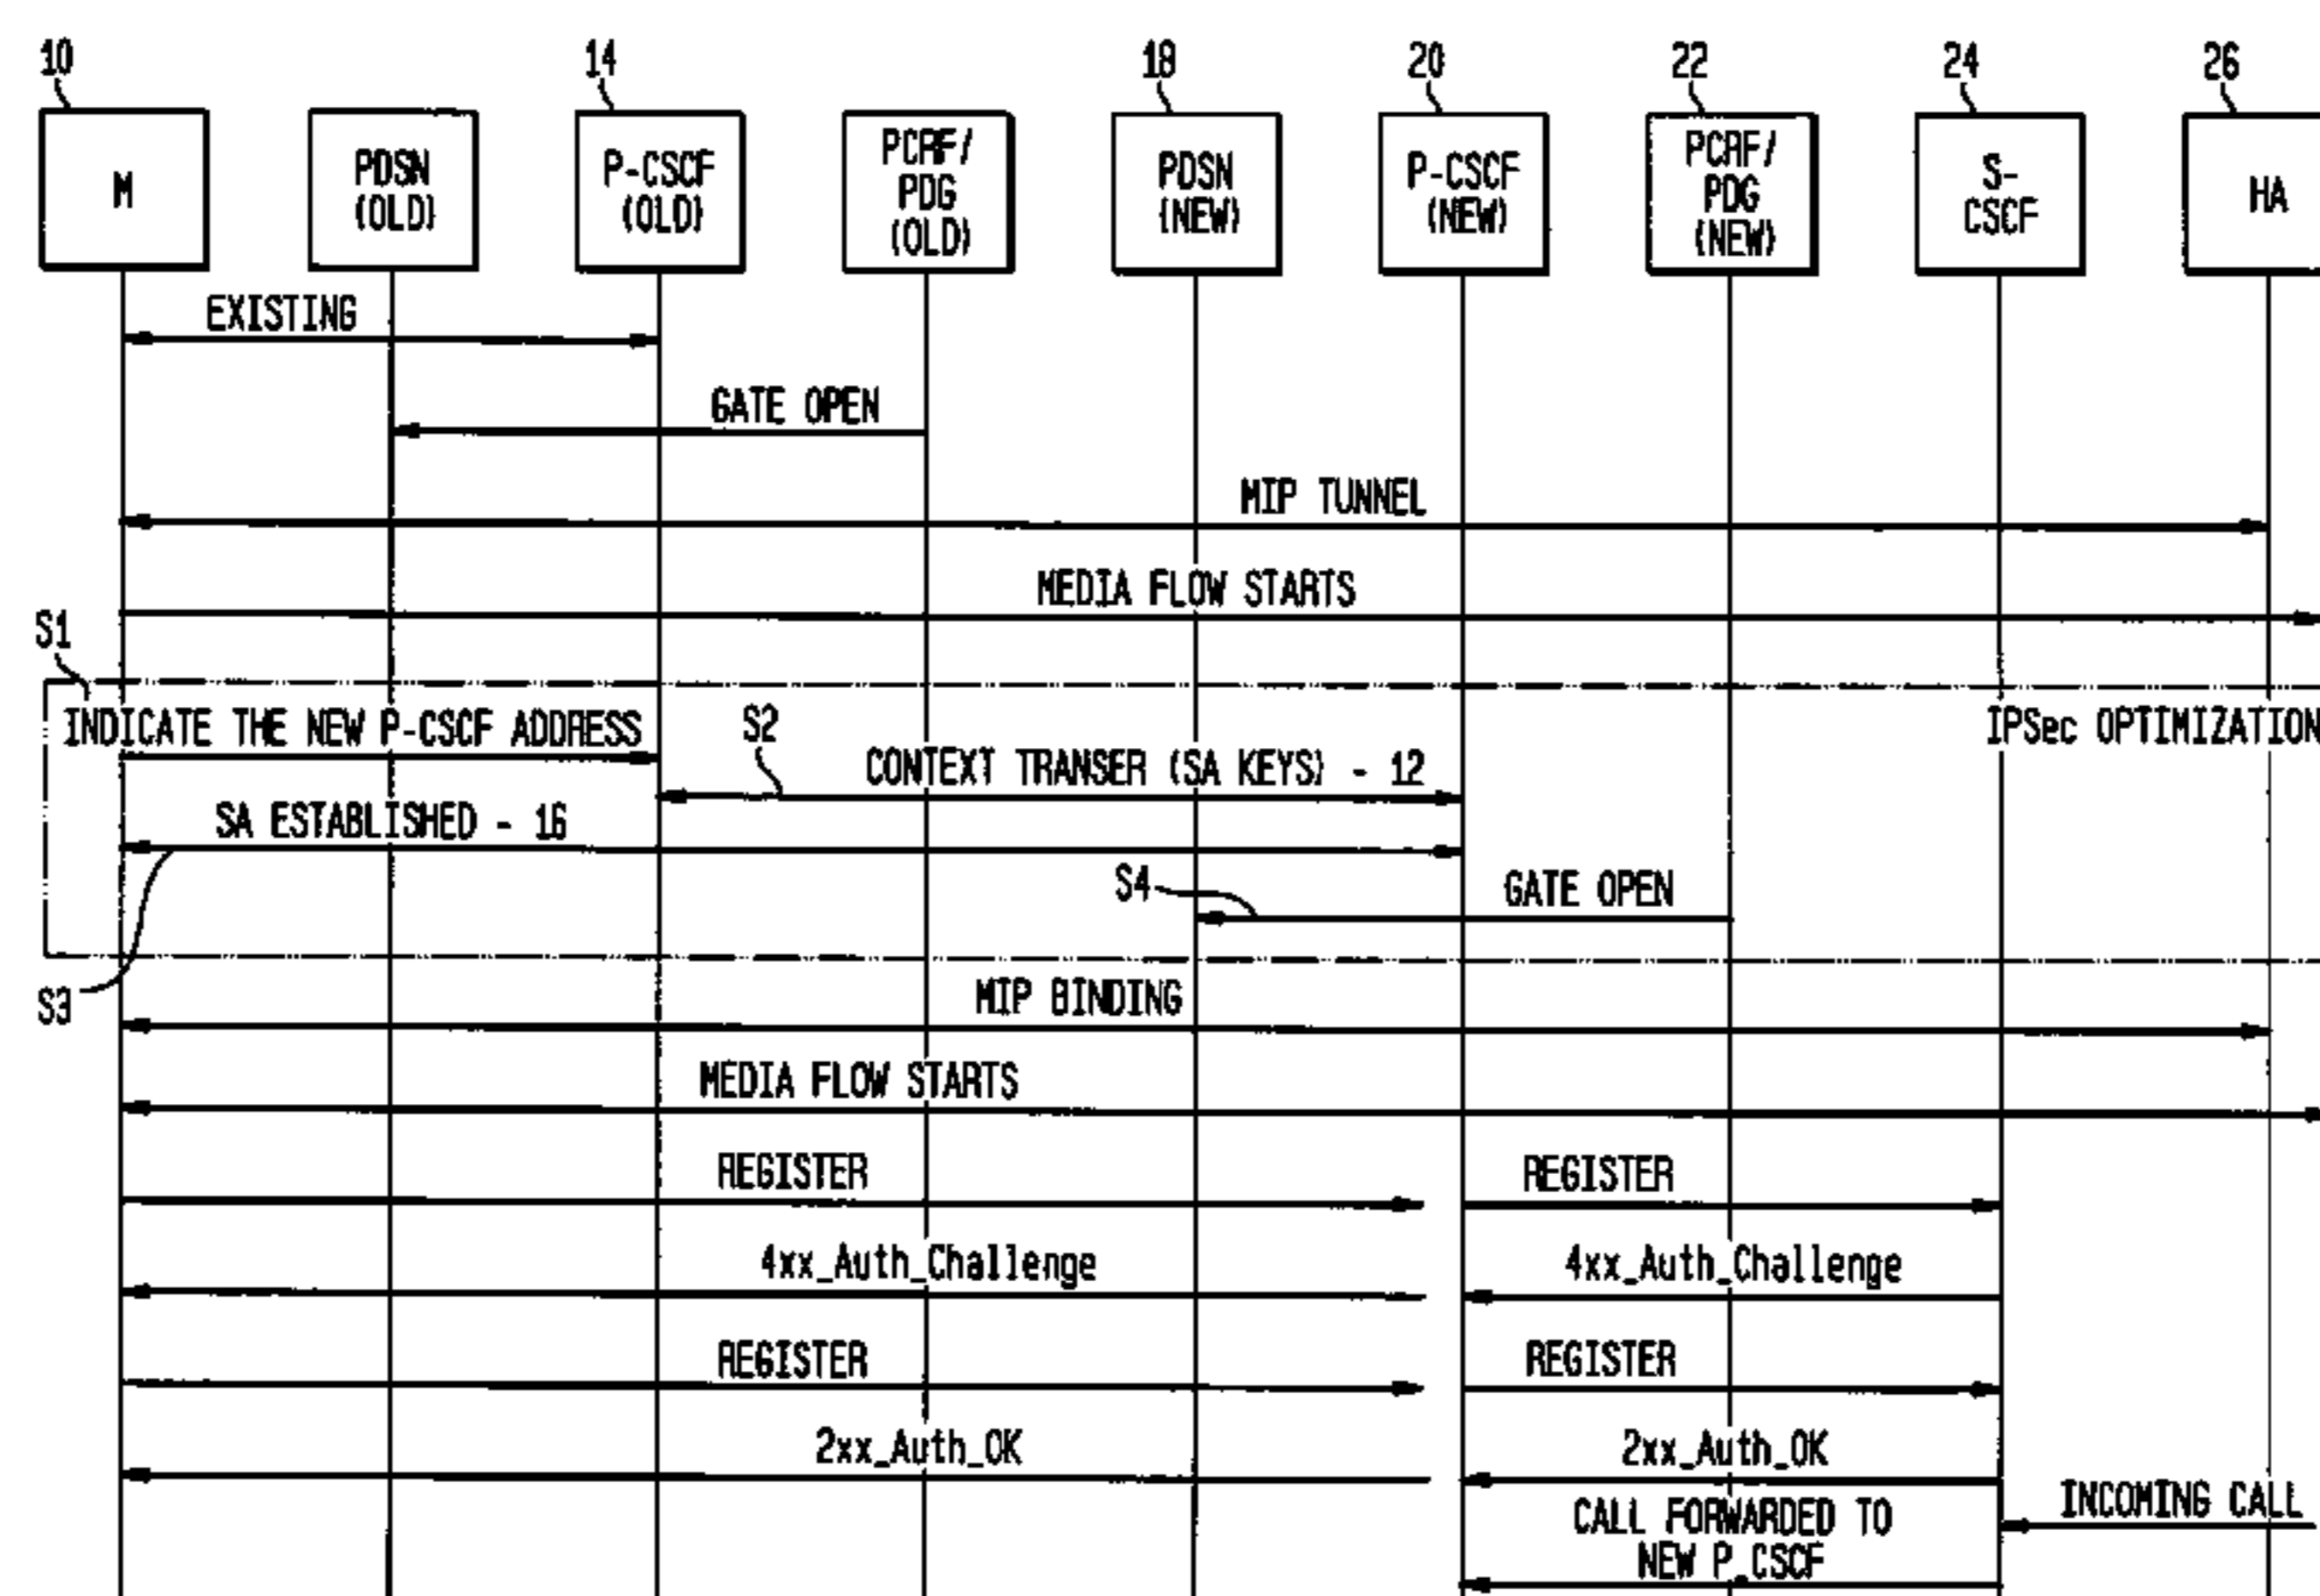 10
14
18
20
22
24
26
M
PDSN
(OLD)
P-CSCF
(OLD)
PCRF/
PDG
(OLD)
PDSN
(NEW)
P-CSCF
(NEW)
PCRF/
PDG
(NEW)
S-
CSCF
HA
EXISTING
GATE OPEN
MIP TUNNEL
MEDIA FLOW STARTS
S1
INDICATE THE NEW P-CSCF ADDRESS
S2
IPSec OPTIMIZATION
CONTEXT TRANSER (SA KEYS) - 12
SA ESTABLISHED - 16
S4
GATE OPEN
S3
MIP BINDING
MEDIA FLOW STARTS
REGISTER
REGISTER
4xx_Auth_Challenge
4xx_Auth_Challenge
REGISTER
REGISTER
2xx_Auth_OK
2xx_Auth_OK
INCOMING CALL
CALL FORWARDED TO
NEW P_CSCF